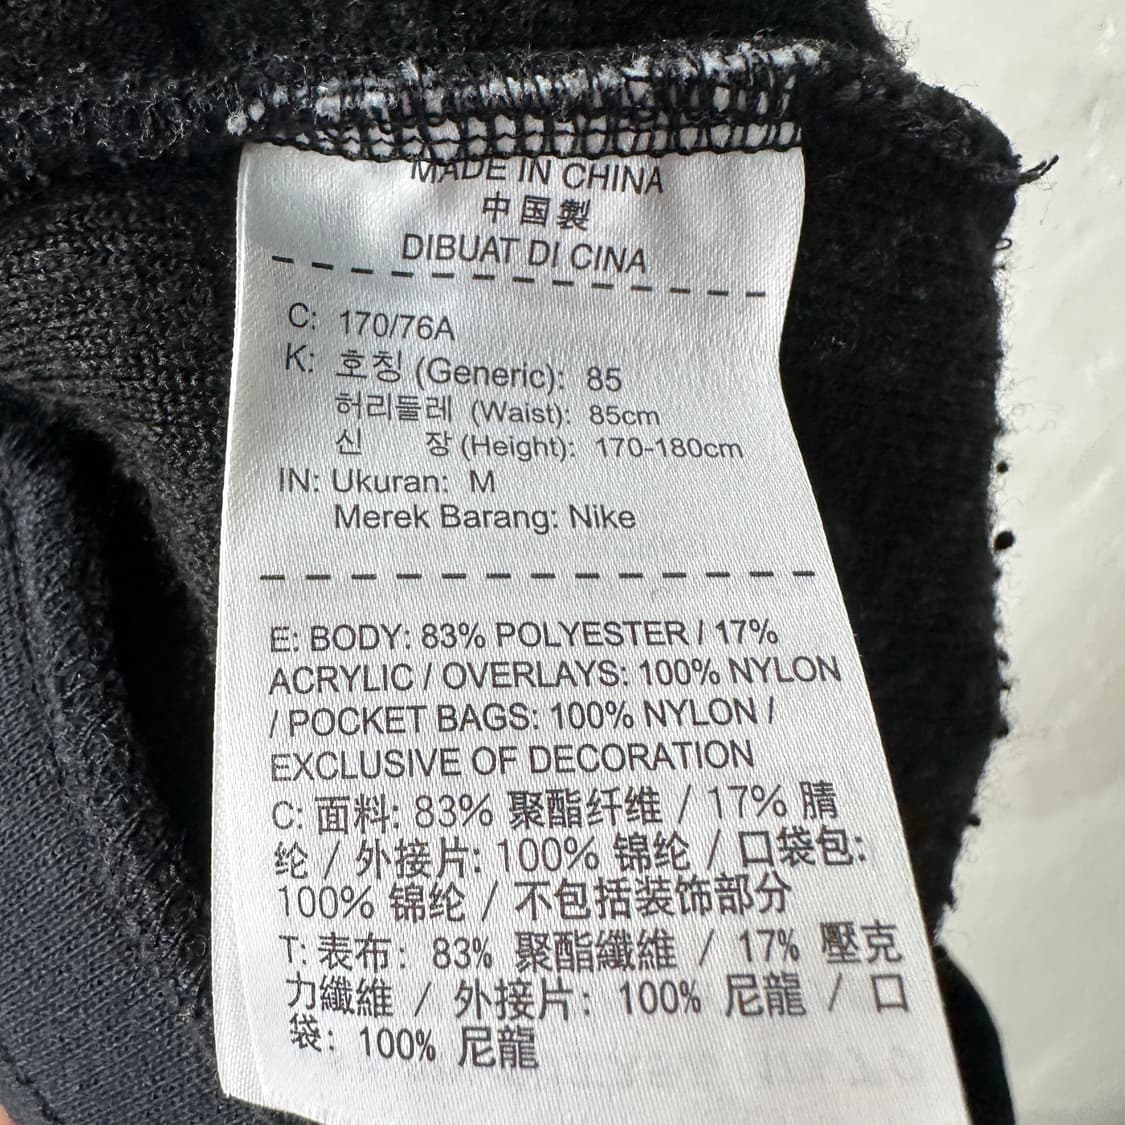 MADE IN CHINA
中国製
DIBUAT DI CINA
C: 170/76A
K: 호칭 (Generic): 85
허리둘레 (Waist): 85cm
신 장 (Height): 170-180cm
IN: Ukuran: M
Merek Barang: Nike
E: BODY: 83% POLYESTER / 17%
ACRYLIC / OVERLAYS: 100% NYLON
/ POCKET BAGS: 100% NYLON /
EXCLUSIVE OF DECORATION
C: 面料: 83% 聚酯纤维 / 17% 腈
纶 / 外接片: 100% 锦纶 / 口袋包:
100% 锦纶 / 不包括装饰部分
T: 表布: 83% 聚酯纖維 / 17% 壓克
力纖維 / 外接片: 100% 尼龍 / 口
袋: 100% 尼龍